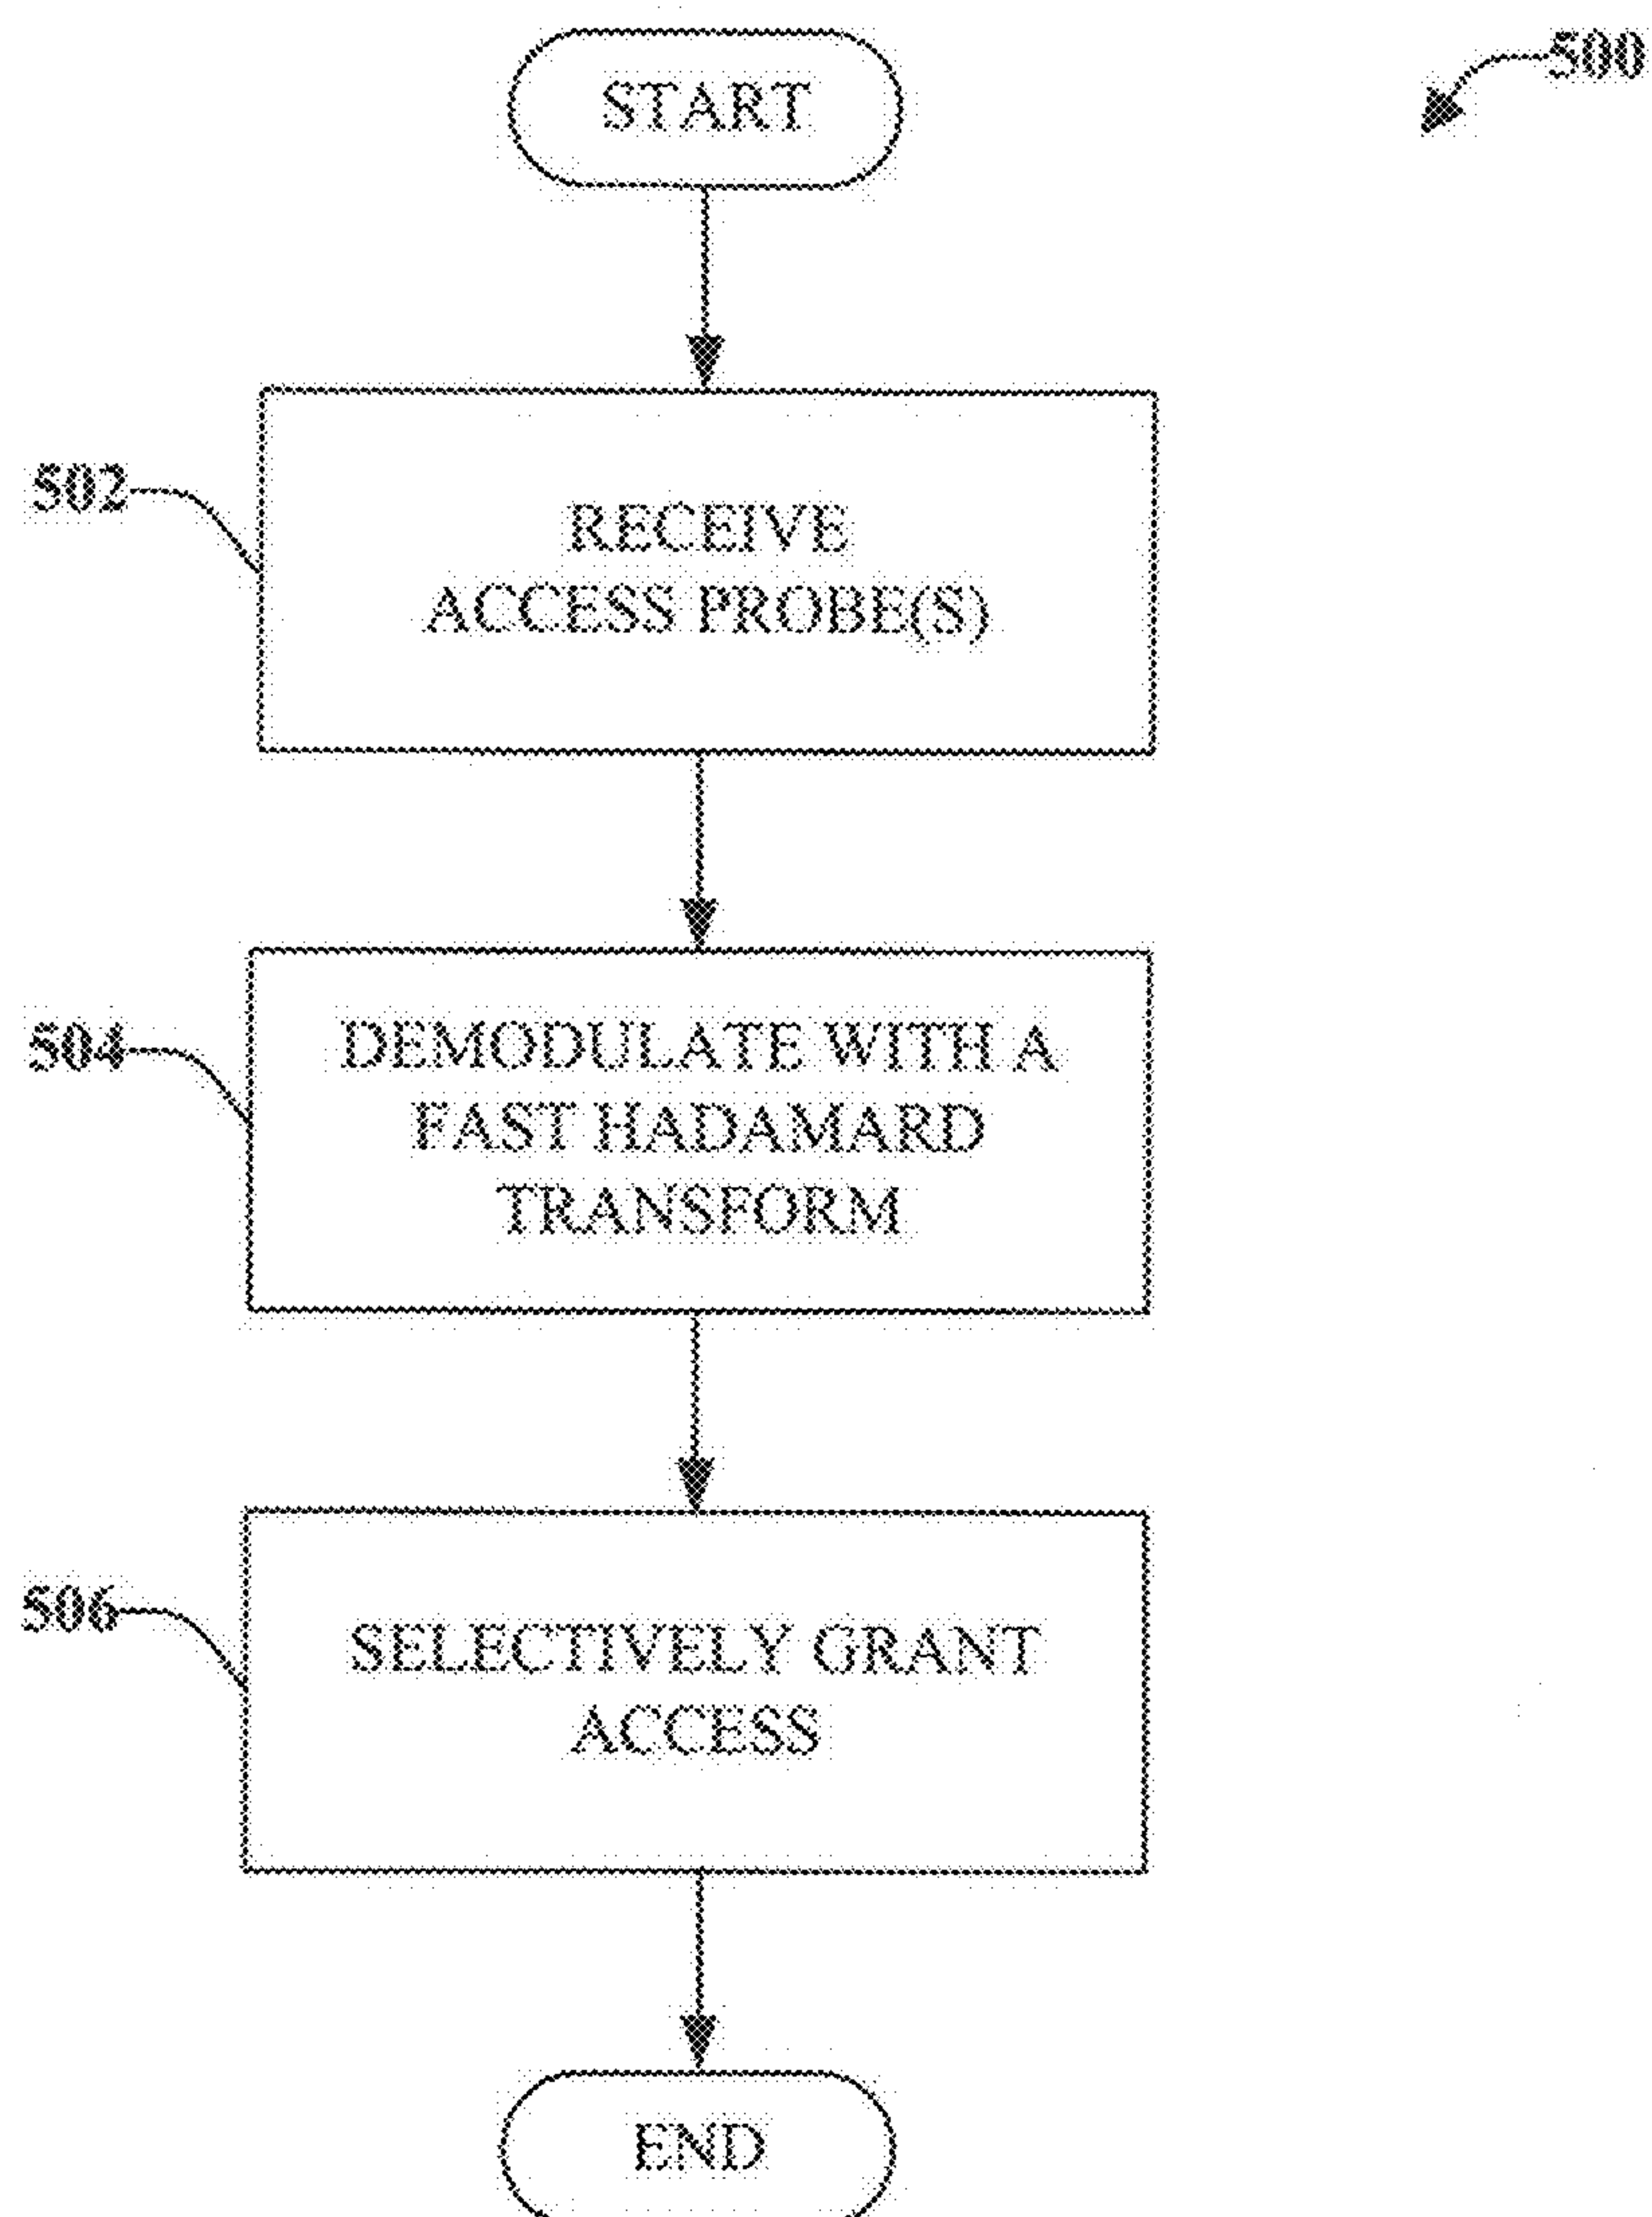 START
500
502
RECEIVE
ACCESS PROBE(S)
504
DEMODULATE WITH A
FAST HADAMARD
TRANSFORM
506
SELECTIVELY GRANT
ACCESS
END